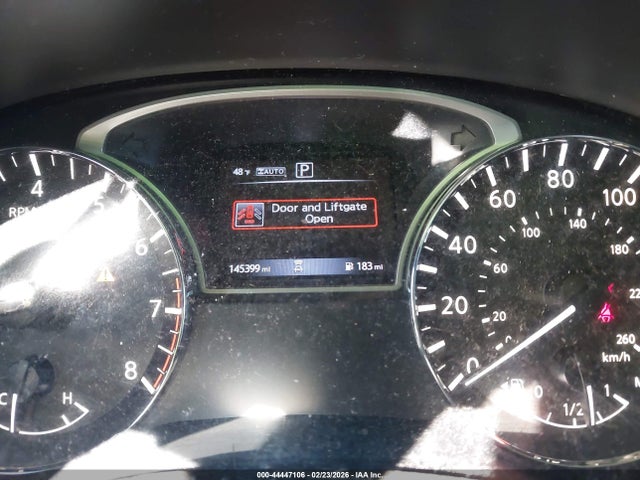 48°F AUTO P
Door and Liftgate
Open
145399 mi 183 mi
RPM
4
5
6
7
8
C H
0
20
40
60
80
100
20
60
100
140
180
220
260
km/h
0 1/2 1
000-44447106 / 02/23/2026 - IAA Inc.